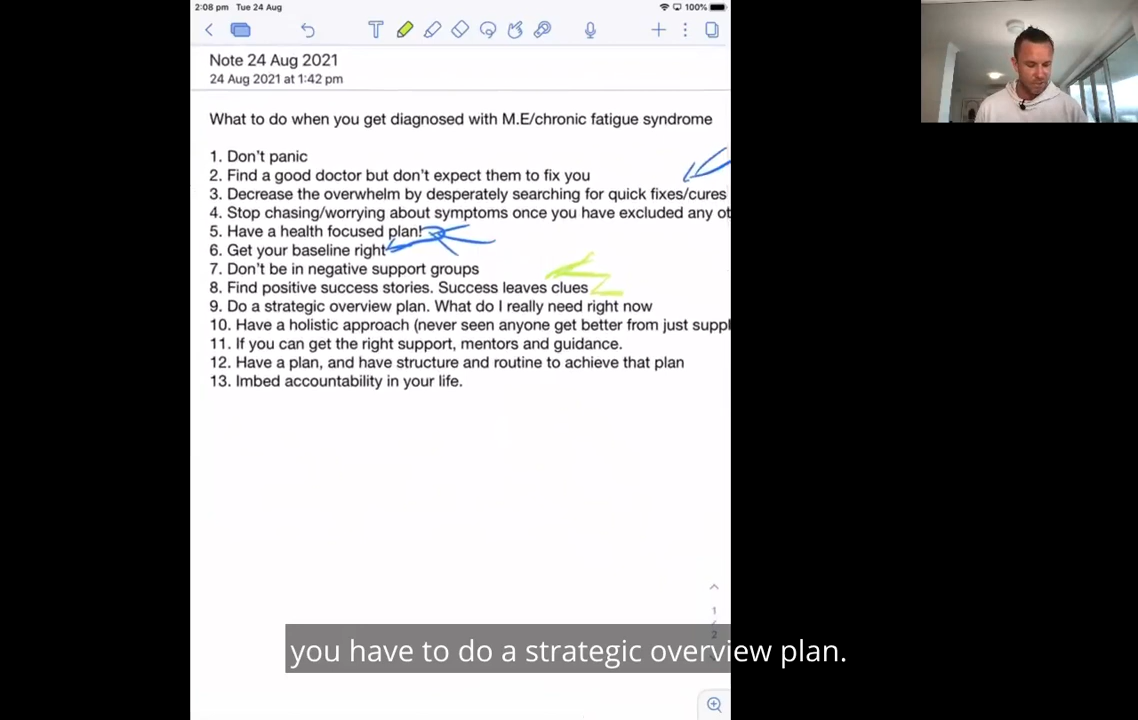 2:08 pm Tue 24 Aug
100%
Note 24 Aug 2021
24 Aug 2021 at 1:42 pm
What to do when you get diagnosed with M.E/chronic fatigue syndrome
1. Don't panic
2. Find a good doctor but don't expect them to fix you
3. Decrease the overwhelm by desperately searching for quick fixes/cures
4. Stop chasing/worrying about symptoms once you have excluded any ot
5. Have a health focused plan!
6. Get your baseline right
7. Don't be in negative support groups
8. Find positive success stories. Success leaves clues
9. Do a strategic overview plan. What do I really need right now
10. Have a holistic approach (never seen anyone get better from just suppl
11. If you can get the right support, mentors and guidance.
12. Have a plan, and have structure and routine to achieve that plan
13. Imbed accountability in your life.
1
/
2
you have to do a strategic overview plan.